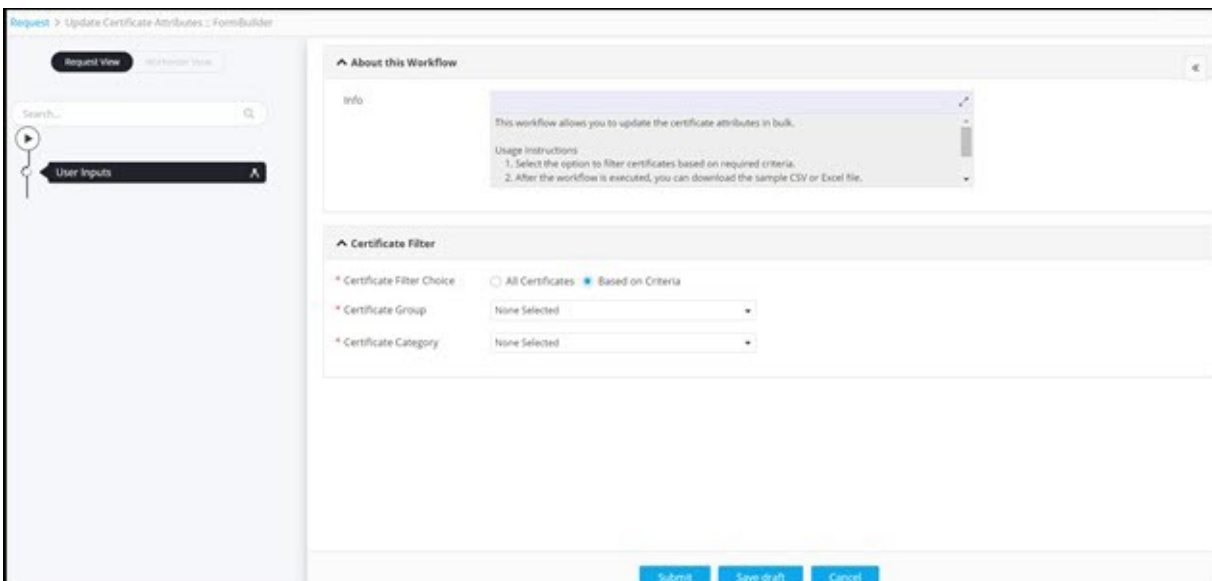 Request > Update Certificate Attributes :: FormBuilder
Request View
Workorder View
Search...
User Inputs
About this Workflow
Info
This workflow allows you to update the certificate attributes in bulk.
Usage Instructions
1. Select the option to filter certificates based on required criteria.
2. After the workflow is executed, you can download the sample CSV or Excel file.
Certificate Filter
* Certificate Filter Choice All Certificates Based on Criteria
* Certificate Group None Selected
* Certificate Category None Selected
Submit Save draft Cancel